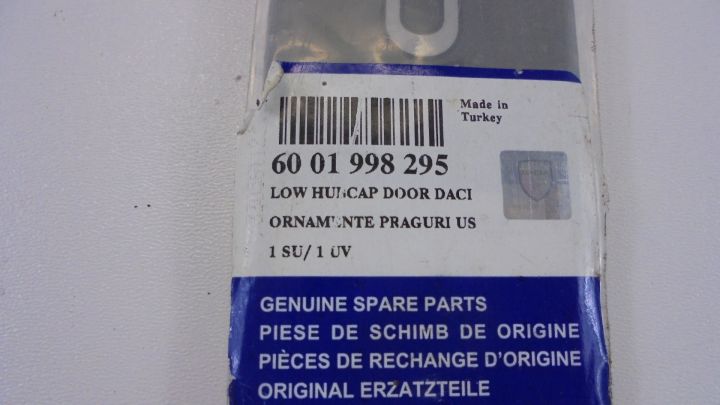 Made in
Turkey
60 01 998 295
LOW HUBCAP DOOR DACI
ORNAMENTE PRAGURI US
1 SU/ 1 UV
GENUINE SPARE PARTS
PIESE DE SCHIMB DE ORIGINE
PIÈCES DE RECHANGE D'ORIGINE
ORIGINAL ERZATZTEILE